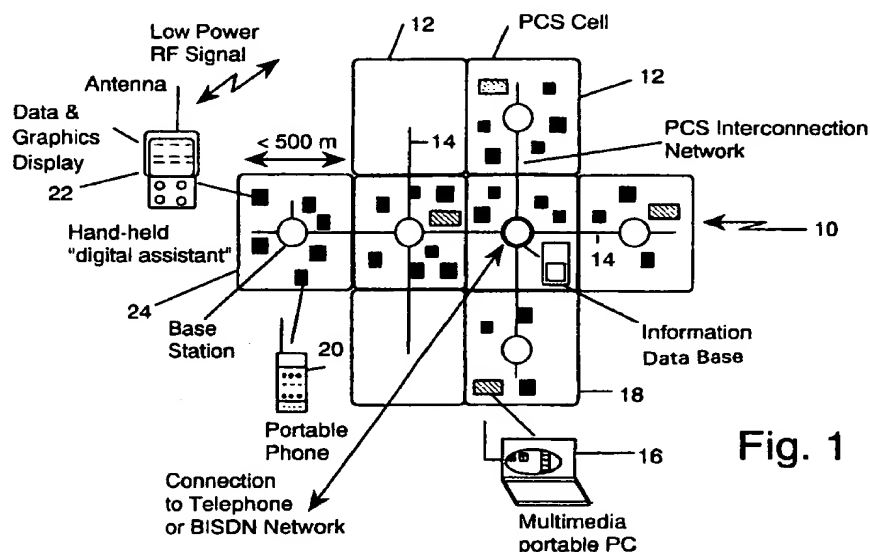 Low Power
RF Signal
12
PCS Cell
Antenna
12
Data &
Graphics
Display
< 500 m
14
PCS Interconnection
Network
22
10
Hand-held
"digital assistant"
14
24
Base
Station
20
Information
Data Base
18
Portable
Phone
16
Fig. 1
Connection
to Telephone
or BISDN Network
Multimedia
portable PC